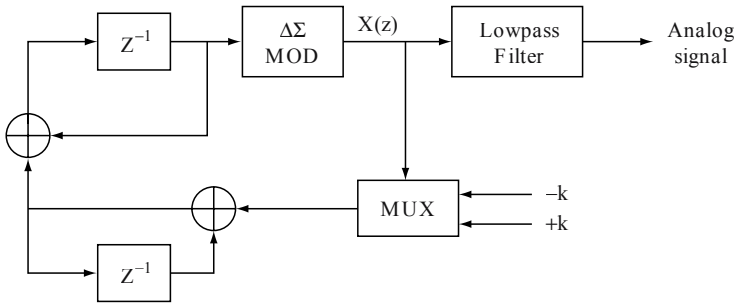 Z⁻¹
ΔΣ
MOD
X(z)
Lowpass
Filter
Analog
signal
MUX
−k
+k
Z⁻¹